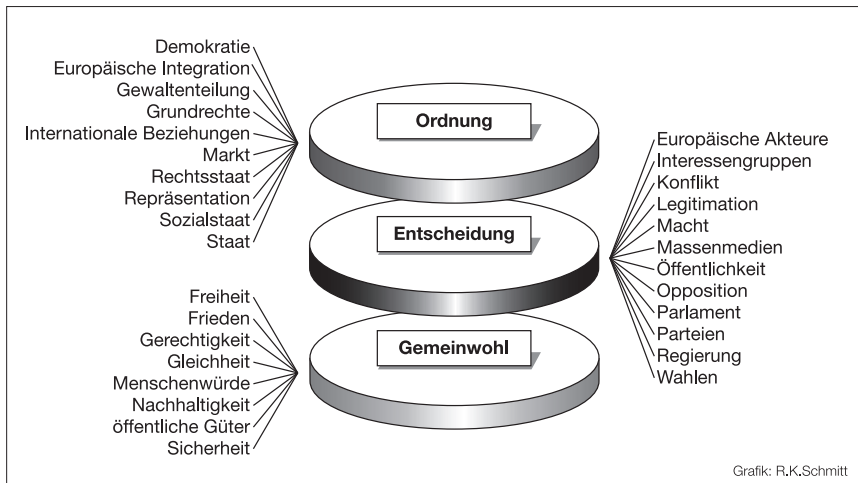 Demokratie
Europäische Integration
Gewaltenteilung
Grundrechte
Internationale Beziehungen
Markt
Rechtsstaat
Repräsentation
Sozialstaat
Staat
Ordnung
Entscheidung
Europäische Akteure
Interessengruppen
Konflikt
Legitimation
Macht
Massenmedien
Öffentlichkeit
Opposition
Parlament
Parteien
Regierung
Wahlen
Freiheit
Frieden
Gerechtigkeit
Gleichheit
Menschenwürde
Nachhaltigkeit
öffentliche Güter
Sicherheit
Gemeinwohl
Grafik: R.K.Schmitt